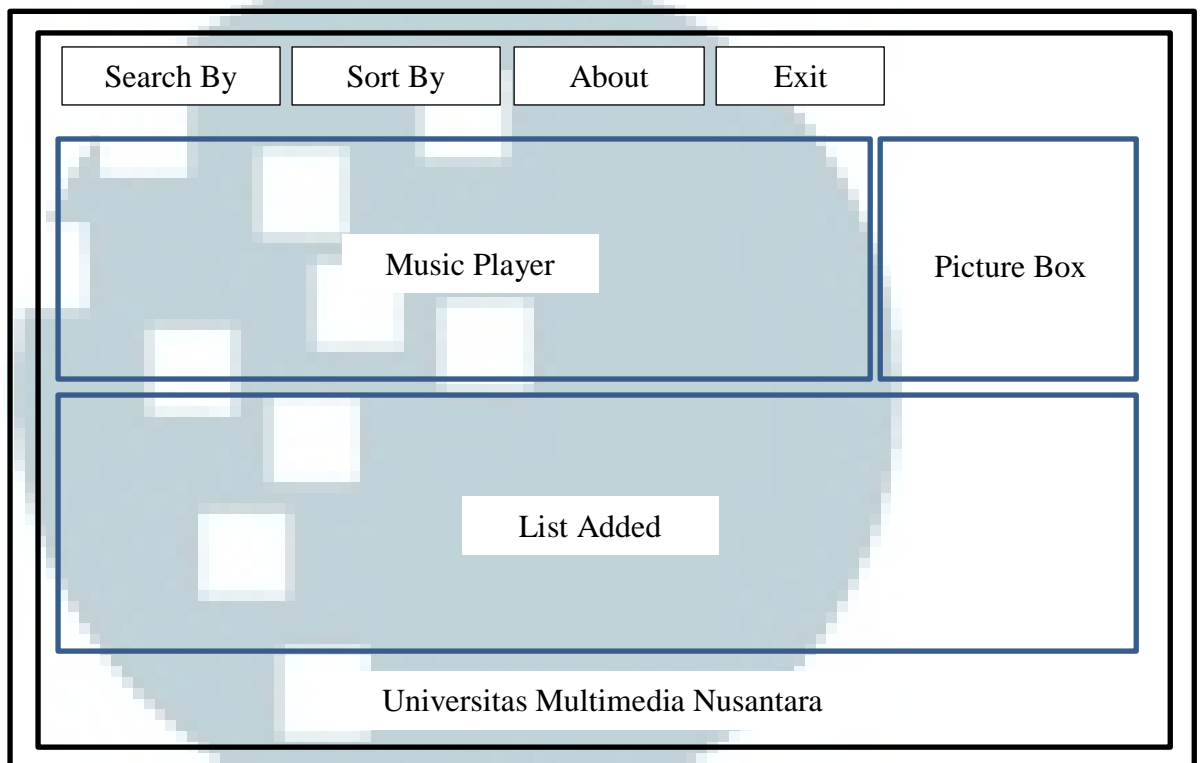 Search By
Sort By
About
Exit
Music Player
Picture Box
List Added
Universitas Multimedia Nusantara